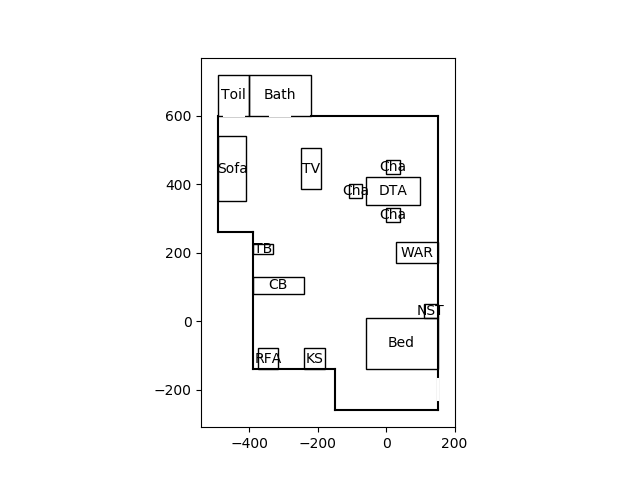 Toil Bath
600
Sofa TV Cha
400 Cha DTA
Cha
200 TB WAR
CB
0 NST
Bed
RFA KS
−200
−400 −200 0 200